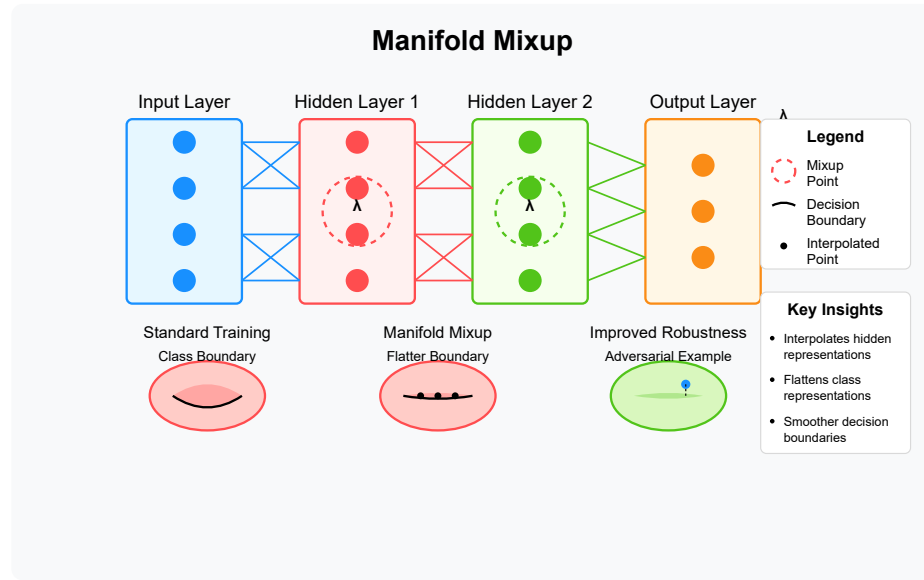 Manifold Mixup
Input Layer
Hidden Layer 1
Hidden Layer 2
Output Layer
λ
λ
λ
Legend
Mixup
Point
Decision
Boundary
Interpolated
Point
Standard Training
Class Boundary
Manifold Mixup
Flatter Boundary
Improved Robustness
Adversarial Example
Key Insights
• Interpolates hidden
representations
• Flattens class
representations
• Smoother decision
boundaries